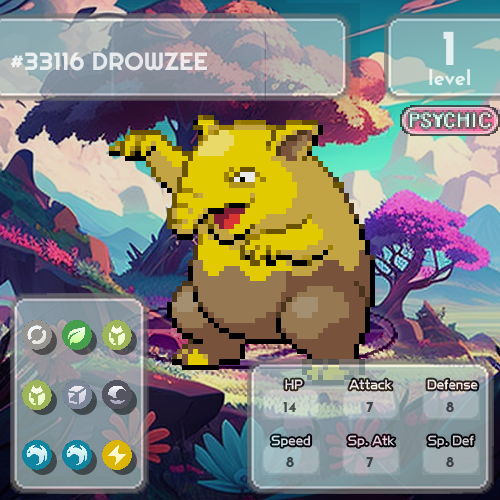 #33116 DROWZEE
1
level
PSYCHIC
HP Attack Defense
14 7 8
Speed Sp. Atk Sp. Def
8 7 8